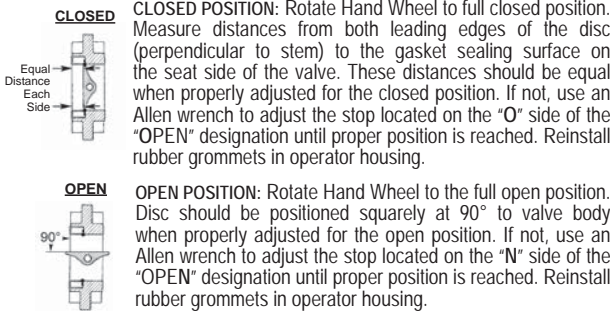 CLOSED
Equal
Distance
Each
Side
CLOSED POSITION: Rotate Hand Wheel to full closed position.
Measure distances from both leading edges of the disc
(perpendicular to stem) to the gasket sealing surface on
the seat side of the valve. These distances should be equal
when properly adjusted for the closed position. If not, use an
Allen wrench to adjust the stop located on the "O" side of the
"OPEN" designation until proper position is reached. Reinstall
rubber grommets in operator housing.
OPEN
90°
OPEN POSITION: Rotate Hand Wheel to the full open position.
Disc should be positioned squarely at 90° to valve body
when properly adjusted for the open position. If not, use an
Allen wrench to adjust the stop located on the "N" side of the
"OPEN" designation until proper position is reached. Reinstall
rubber grommets in operator housing.